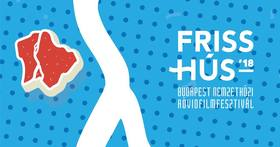 FRISS
HÚS '18
BUDAPEST NEMZETKÖZI
RÖVIDFILMFESZTIVÁL